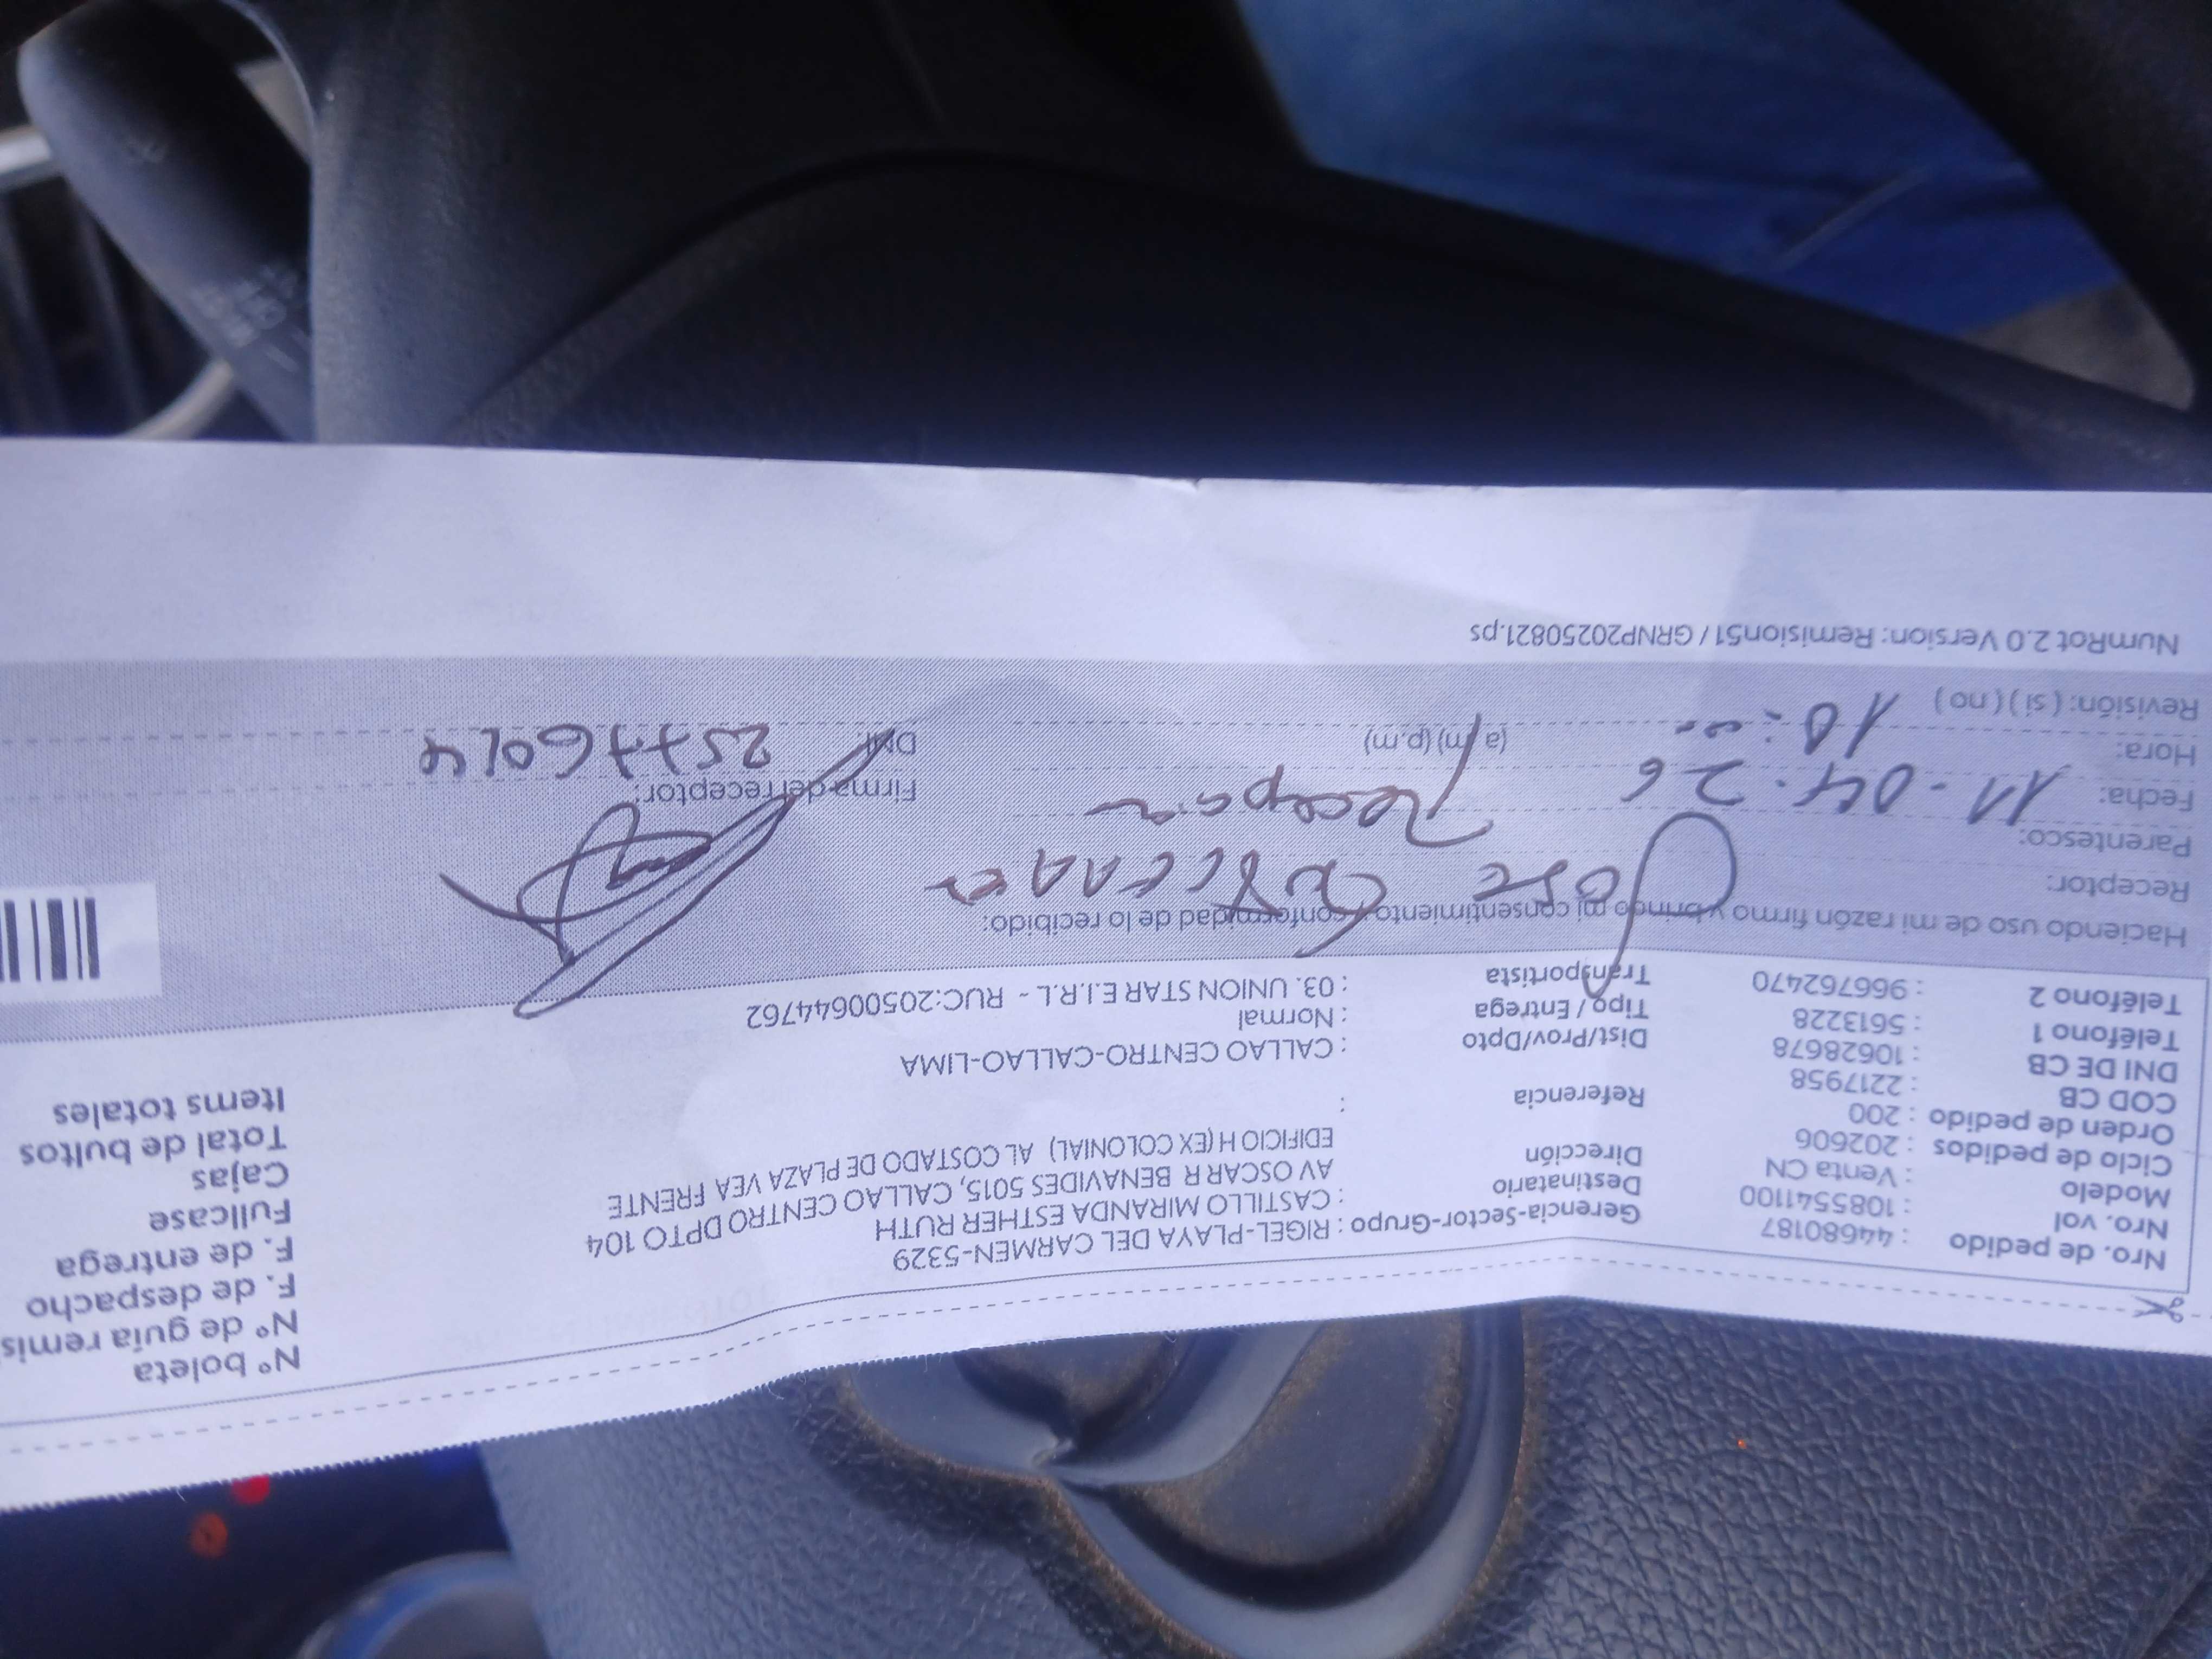 Nº boleta
Nº de guía remis
F. de despacho
F. de entrega
Fullcase
Cajas
Total de bultos
Items totales
Nro. de pedido : 44680187
Nro. vol : 1085541100
Modelo : Venta CN
Ciclo de pedidos : 202606
Orden de pedido : 200
COD CB : 2217958
DNI DE CB : 10628678
Teléfono 1 : 5613228
Teléfono 2 : 966762470
Gerencia-Sector-Grupo : RIGEL-PLAYA DEL CARMEN-5329
Destinatario : CASTILLO MIRANDA ESTHER RUTH
Dirección AV OSCAR R BENAVIDES 5015, CALLAO CENTRO DPTO 104
EDIFICIO H (EX COLONIAL) AL COSTADO DE PLAZA VEA FRENTE
Referencia :
Dist/Prov/Dpto : CALLAO CENTRO-CALLAO-LIMA
Tipo / Entrega : Normal
Transportista : 03. UNION STAR E.I.R.L - RUC:20500644762
Haciendo uso de mi razón firmo y brindo mi consentimiento y conformidad de lo recibido:
Receptor: José
Parentesco:
Fecha: 11-04-26
Hora: 10:00 (a.m) (p.m)
Revisión: ( si ) ( no )
Firma del receptor:
DNI:
NumRot 2.0 Version: Remision51 / GRNP20250821.ps